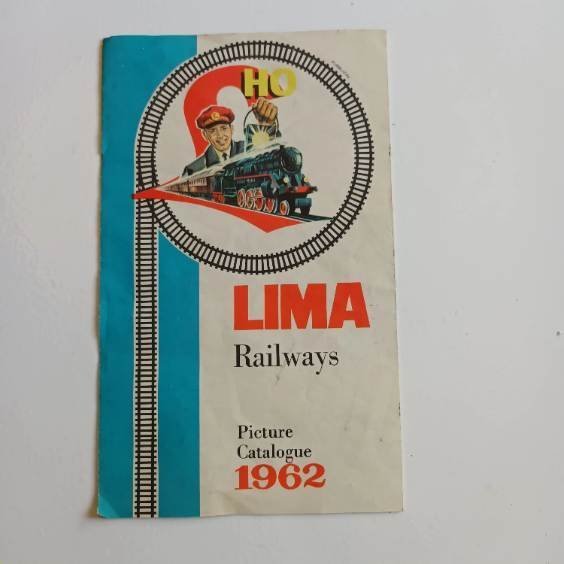 HO
LIMA
Railways
Picture
Catalogue
1962